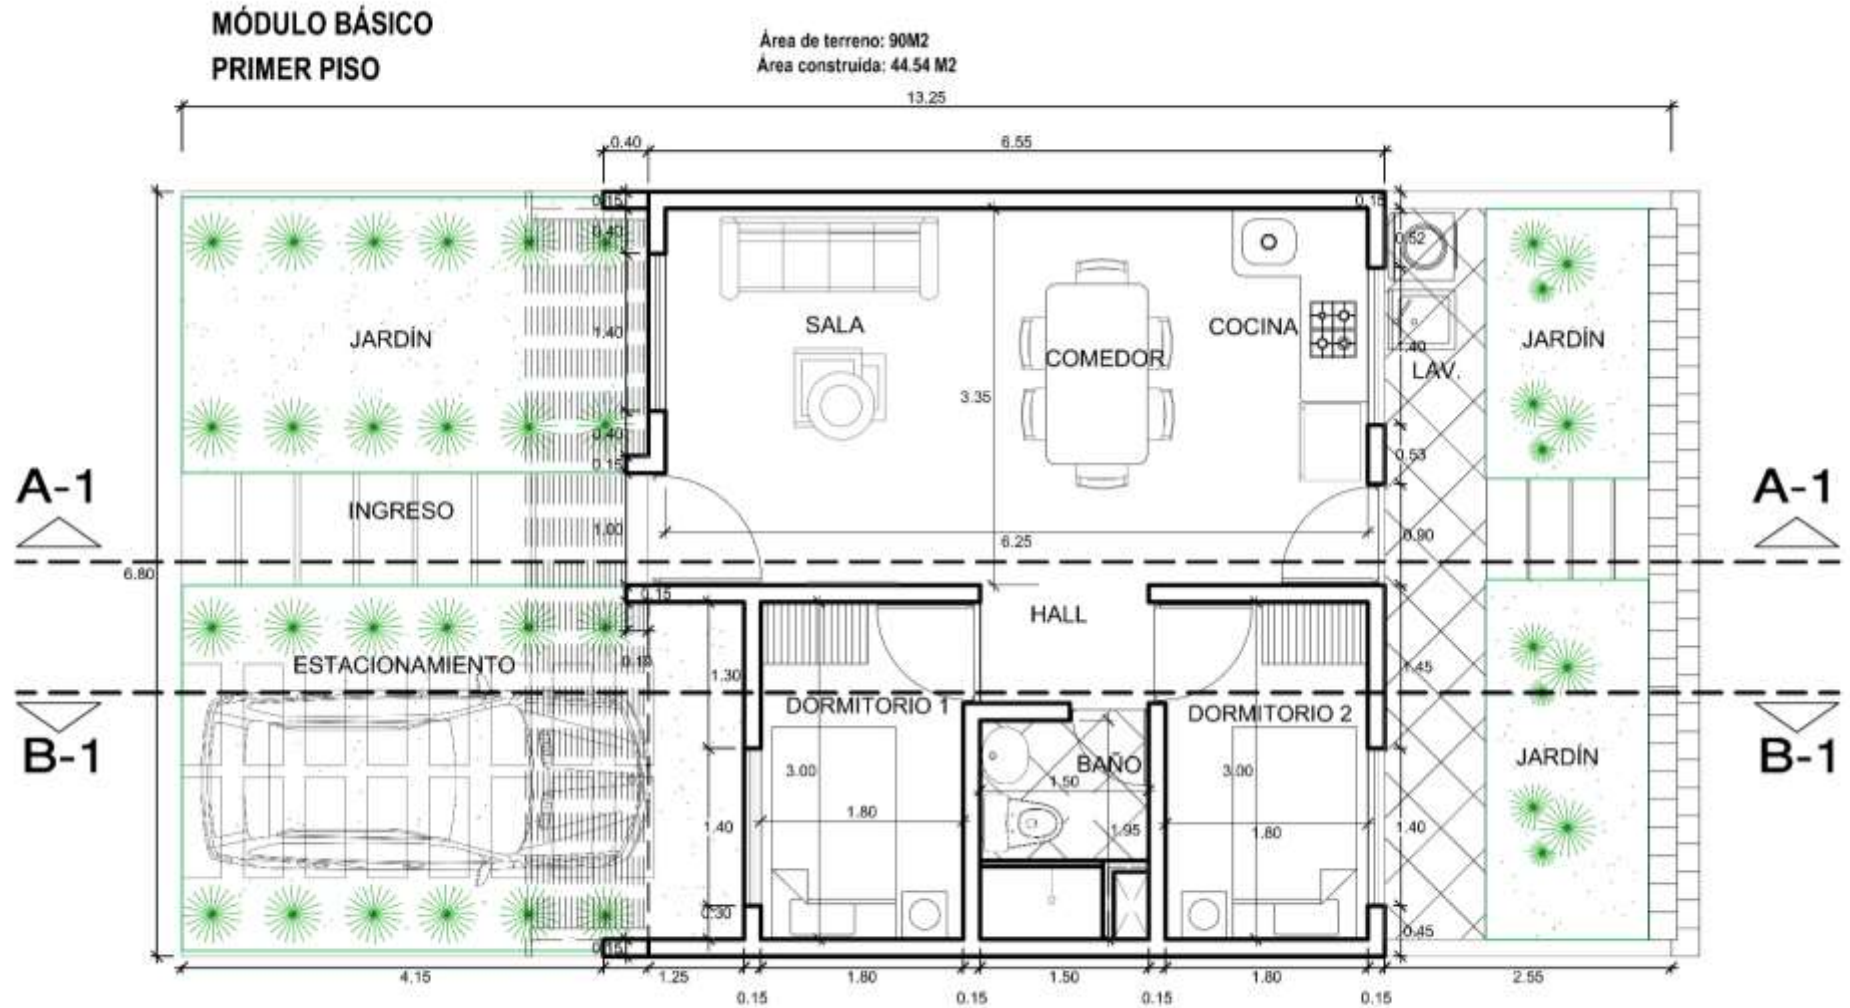 MÓDULO BÁSICO
PRIMER PISO
Área de terreno: 90M2
Área construída: 44.54 M2
13.25
0.40
6.55
0.15
0.15
0.40
0.52
SALA
COCINA
JARDÍN
1.40
JARDÍN
1.40
COMEDOR
LAV.
3.35
0.40
0.53
0.15
A-1
A-1
INGRESO
1.00
0.90
6.25
6.80
0.15
HALL
ESTACIONAMIENTO
1.30
1.45
DORMITORIO 1
DORMITORIO 2
B-1
B-1
BAÑO
JARDÍN
3.00
1.50
3.00
1.80
1.40
1.95
1.80
1.40
0.30
0.45
0.15
4.15
1.25
1.80
1.50
1.80
2.55
0.15
0.15
0.15
0.15